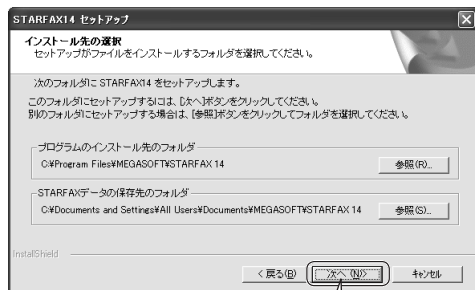 STARFAX14 セットアップ
インストール先の選択
セットアップがファイルをインストールするフォルダを選択してください。
次のフォルダに STARFAX14 をセットアップします。
このフォルダにセットアップするには、[次へ]ボタンをクリックしてください。
別のフォルダにセットアップする場合は、[参照]ボタンをクリックしてフォルダを選択してください。
プログラムのインストール先のフォルダ
C:¥Program Files¥MEGASOFT¥STARFAX 14
参照(R)...
STARFAXデータの保存先のフォルダ
C:¥Documents and Settings¥All Users¥Documents¥MEGASOFT¥STARFAX 14
参照(S)...
InstallShield
< 戻る(B)
次へ (N)>
キャンセル